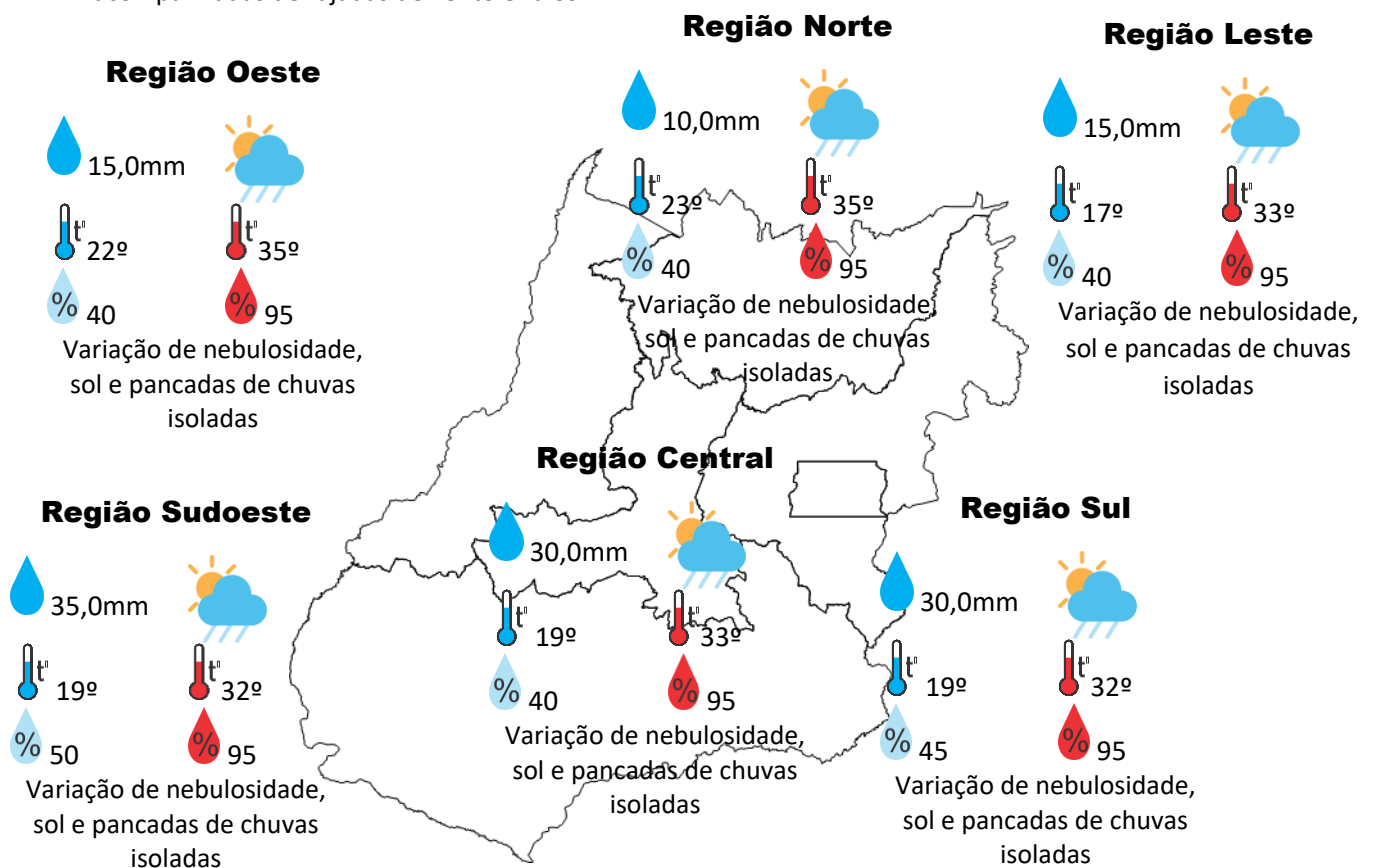 Região Norte
Região Leste
Região Oeste
10,0mm
15,0mm
15,0mm
t° 23º
t° 35º
t° 17º
t° 33º
t° 22º
t° 35º
% 40
% 95
% 40
% 95
% 40
% 95
Variação de nebulosidade,
sol e pancadas de chuvas
isoladas
Variação de nebulosidade,
sol e pancadas de chuvas
isoladas
Variação de nebulosidade,
sol e pancadas de chuvas
isoladas
Região Central
Região Sudoeste
Região Sul
30,0mm
35,0mm
30,0mm
t° 19º
t° 33º
t° 19º
t° 32º
t° 19º
t° 32º
% 40
% 95
% 50
% 95
% 45
% 95
Variação de nebulosidade,
sol e pancadas de chuvas
isoladas
Variação de nebulosidade,
sol e pancadas de chuvas
isoladas
Variação de nebulosidade,
sol e pancadas de chuvas
isoladas